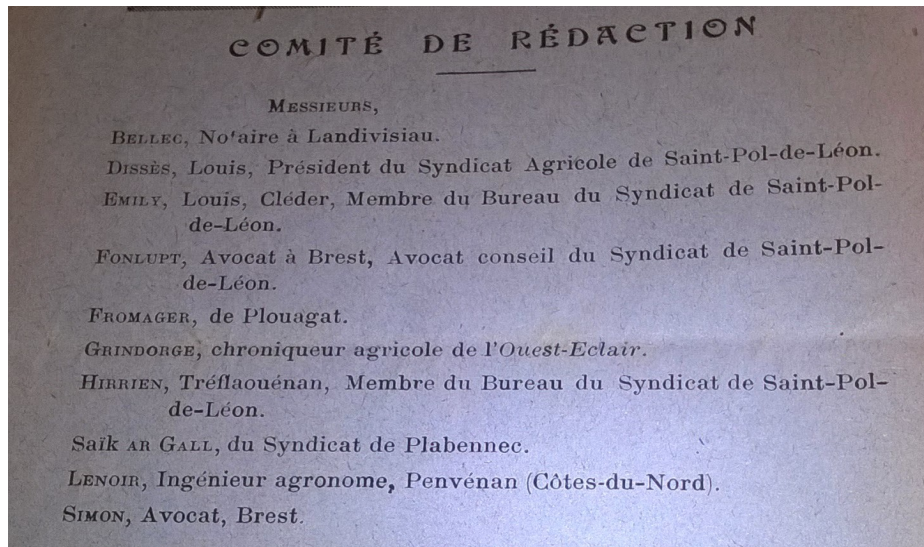 COMITÉ DE RÉDACTION
MESSIEURS,
BELLEC, No'aire à Landivisiau.
DISSÈS, Louis, Président du Syndicat Agricole de Saint-Pol-de-Léon.
EMILY, Louis, Cléder, Membre du Bureau du Syndicat de Saint-Pol-
de-Léon.
FONLUPT, Avocat à Brest, Avocat conseil du Syndicat de Saint-Pol-
de-Léon.
FROMAGER, de Plouagat.
GRINDORGE, chroniqueur agricole de l'Ouest-Eclair.
HIRRIEN, Tréflaouénan, Membre du Bureau du Syndicat de Saint-Pol-
de-Léon.
Saïk AR GALL, du Syndicat de Plabennec.
LENOIR, Ingénieur agronome, Penvénan (Côtes-du-Nord).
SIMON, Avocat, Brest.